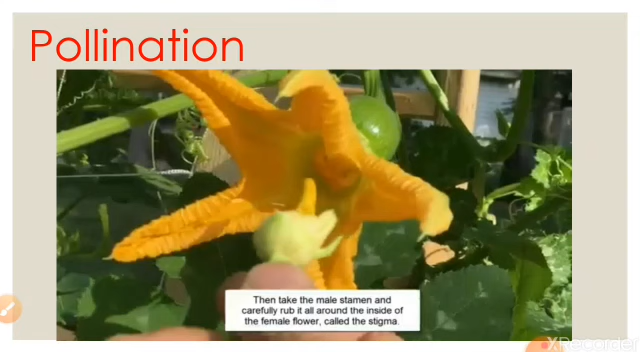 Pollination
Then take the male stamen and
carefully rub it all around the inside of
the female flower, called the stigma.
XRecorder